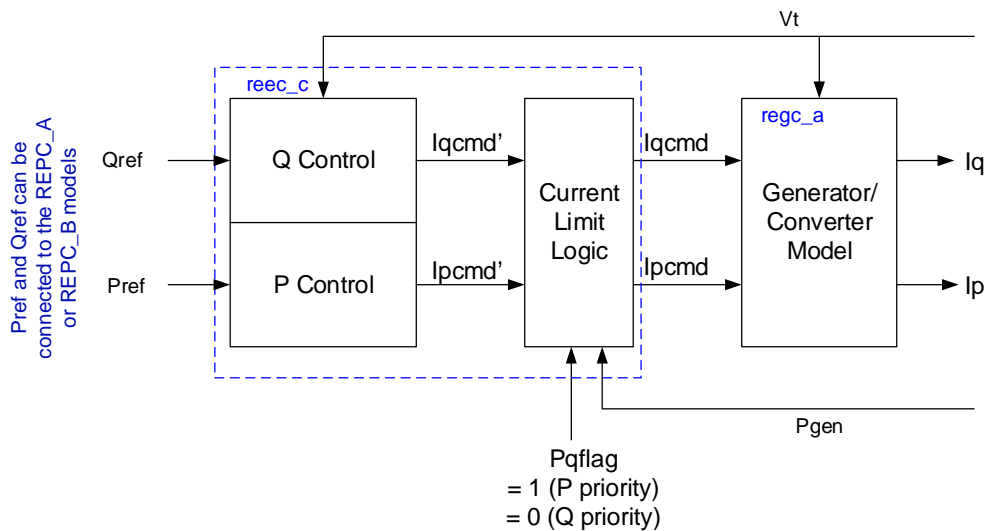 Vt
reec_c
regc_a
Pref and Qref can be
connected to the REPC_A
or REPC_B models
Qref
Q Control
Iqcmd’
Iqcmd
Iq
Current
Limit
Logic
Generator/
Converter
Model
Pref
P Control
Ipcmd’
Ipcmd
Ip
Pgen
Pqflag
= 1 (P priority)
= 0 (Q priority)